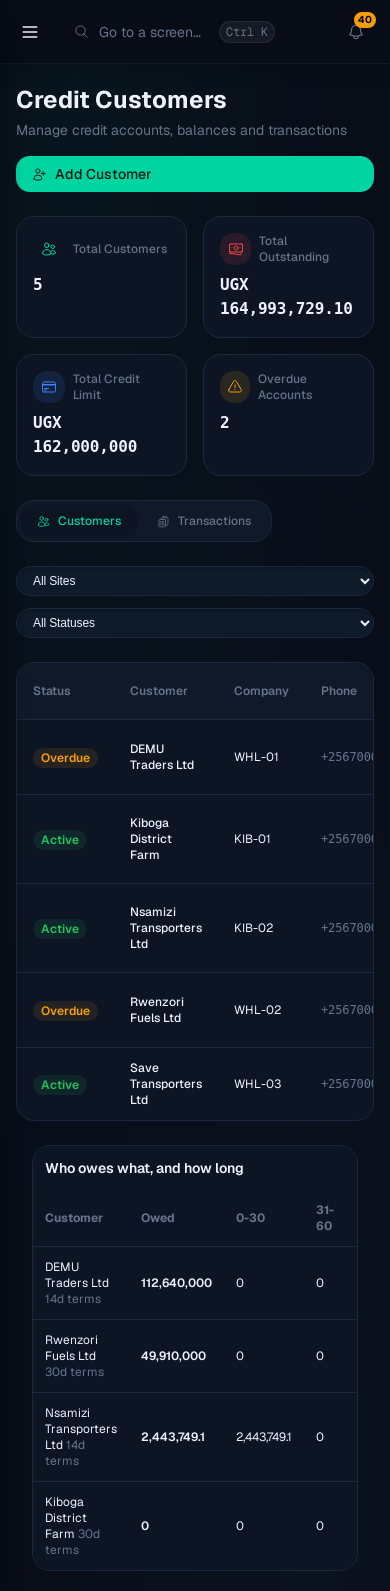 Go to a screen...
Ctrl K
40
Credit Customers
Manage credit accounts, balances and transactions
Add Customer
Total Customers
5
Total
Outstanding
UGX
164,993,729.10
Total Credit
Limit
UGX
162,000,000
Overdue
Accounts
2
Customers
Transactions
All Sites
All Statuses
Status Customer Company Phone
Overdue DEMU
Traders Ltd WHL-01 +2567000
Active Kiboga
District
Farm KIB-01 +2567000
Active Nsamizi
Transporters
Ltd KIB-02 +2567000
Overdue Rwenzori
Fuels Ltd WHL-02 +2567000
Active Save
Transporters
Ltd WHL-03 +2567000
Who owes what, and how long
Customer Owed 0-30 31-
60
DEMU
Traders Ltd
14d terms 112,640,000 0 0
Rwenzori
Fuels Ltd
30d terms 49,910,000 0 0
Nsamizi
Transporters
Ltd 14d
terms 2,443,749.1 2,443,749.1 0
Kiboga
District
Farm 30d
terms 0 0 0